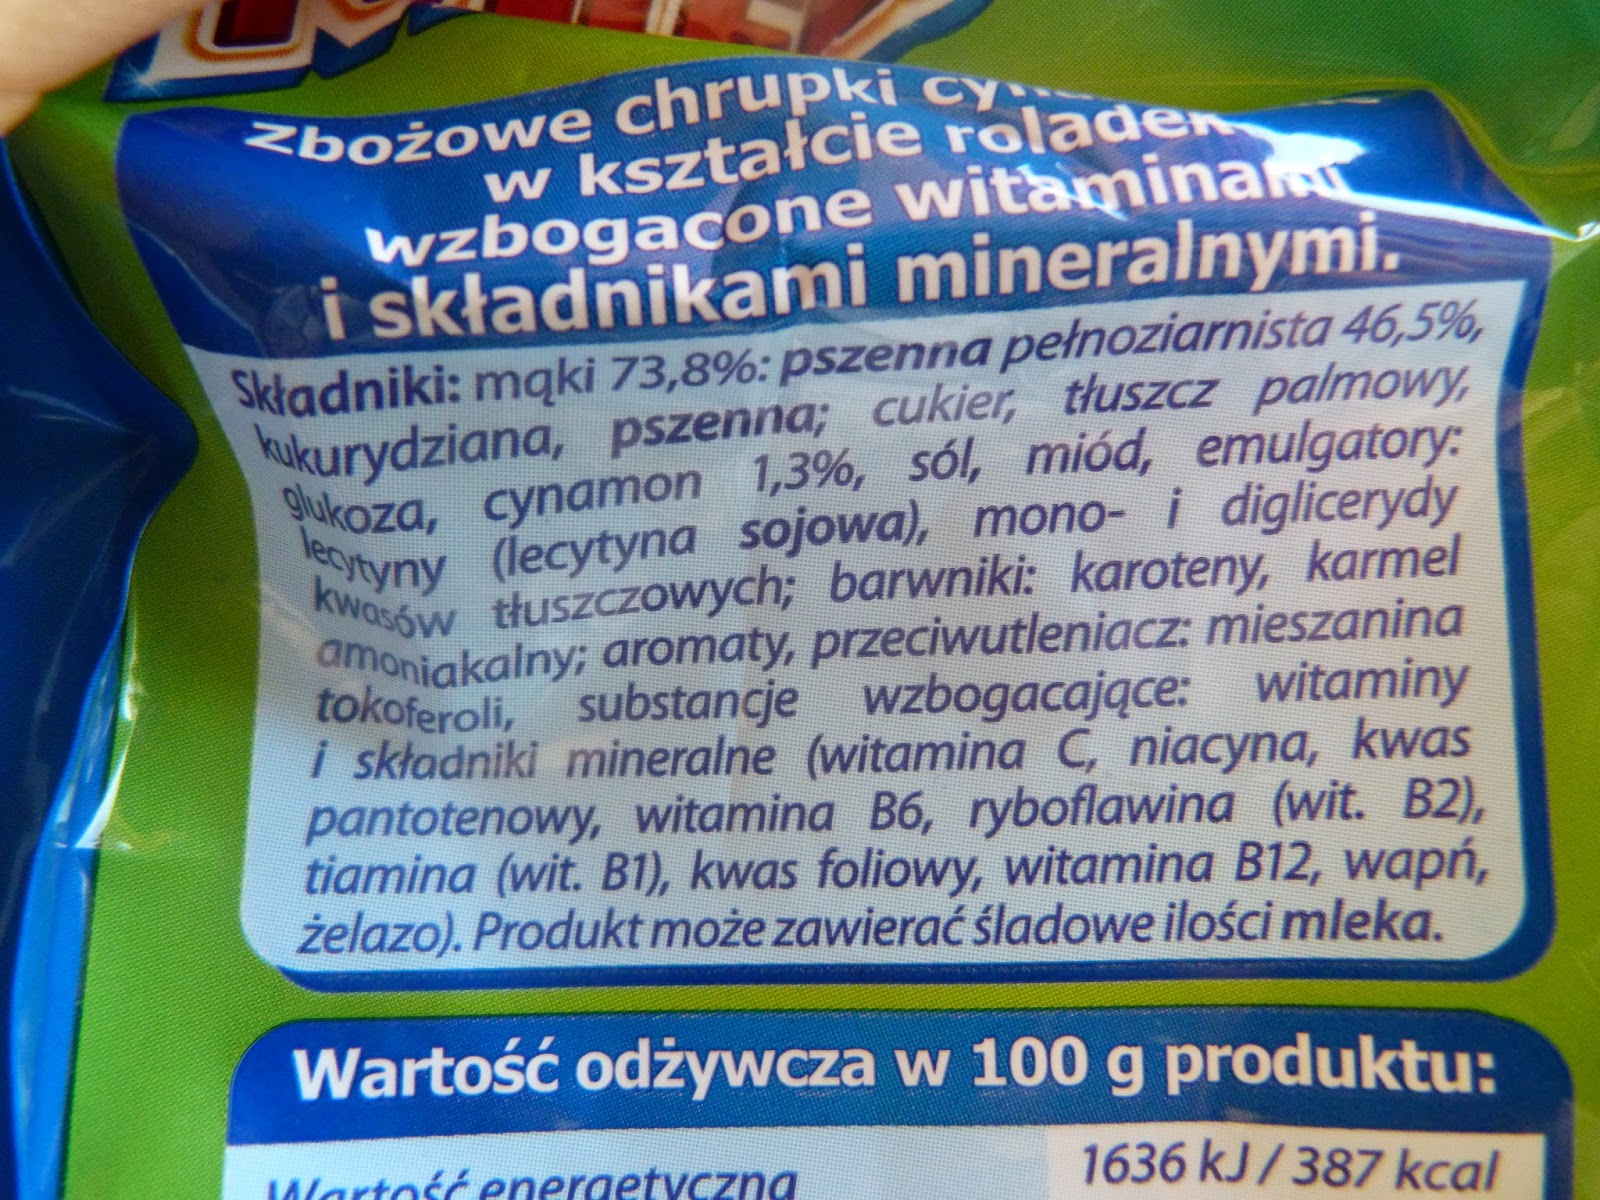 Zbożowe chrupki
w kształcie roladek
wzbogacone witaminami
i składnikami mineralnymi.
Składniki: mąki 73,8%: pszenna pełnoziarnista 46,5%,
kukurydziana, pszenna; cukier, tłuszcz palmowy,
glukoza, cynamon 1,3%, sól, miód, emulgatory:
lecytyny (lecytyna sojowa), mono- i diglicerydy
kwasów tłuszczowych; barwniki: karoteny, karmel
amoniakalny; aromaty, przeciwutleniacz: mieszanina
tokoferoli, substancje wzbogacające: witaminy
i składniki mineralne (witamina C, niacyna, kwas
pantotenowy, witamina B6, ryboflawina (wit. B2),
tiamina (wit. B1), kwas foliowy, witamina B12, wapń,
żelazo). Produkt może zawierać śladowe ilości mleka.
Wartość odżywcza w 100 g produktu:
Wartość energetyczna 1636 kJ / 387 kcal